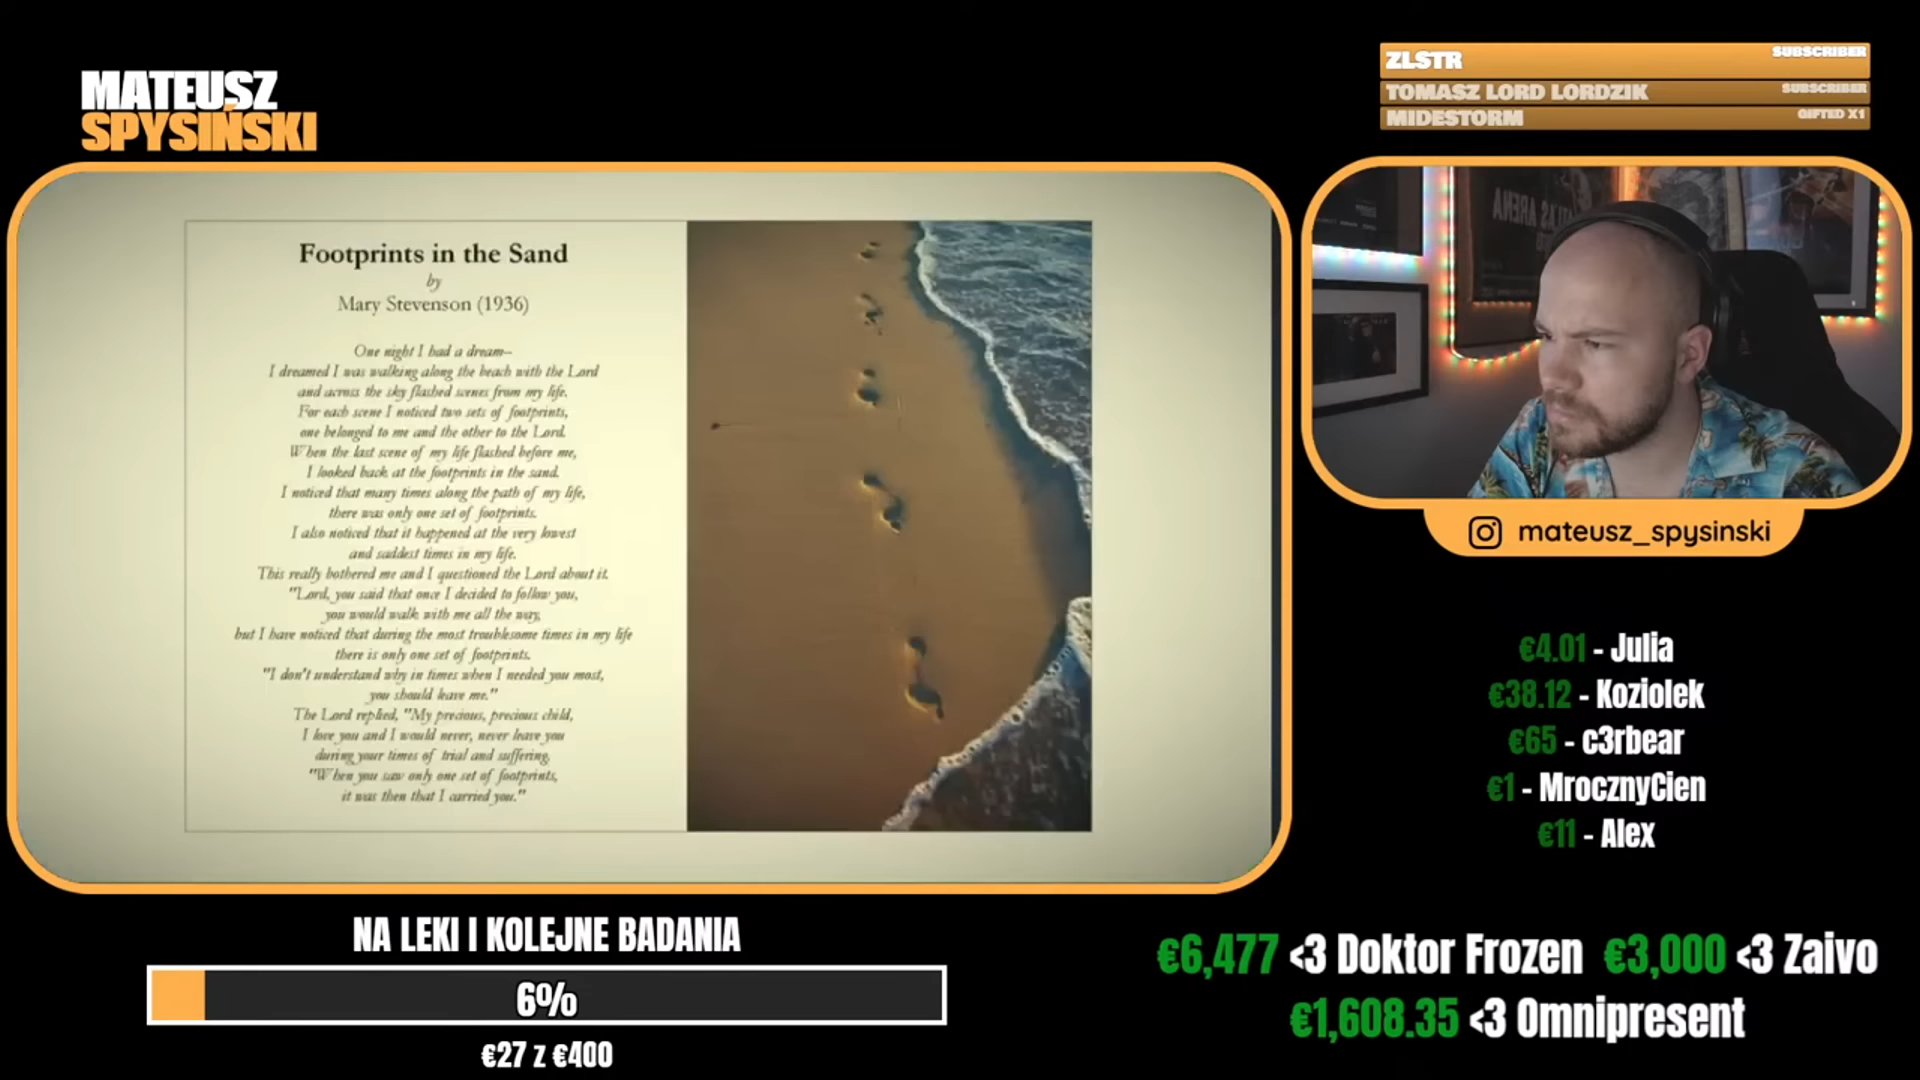 MATEUSZ
SPYSIŃSKI
ZLSTR SUBSCRIBER
TOMASZ LORD LORDZIK SUBSCRIBER
MIDESTORM GIFTED X1
Footprints in the Sand
by
Mary Stevenson (1936)
One night I had a dream–
I dreamed I was walking along the beach with the Lord
and across the sky flashed scenes from my life.
For each scene I noticed two sets of footprints,
one belonged to me and the other to the Lord.
When the last scene of my life flashed before me,
I looked back at the footprints in the sand.
I noticed that many times along the path of my life,
there was only one set of footprints.
I also noticed that it happened at the very lowest
and saddest times in my life.
This really bothered me and I questioned the Lord about it.
"Lord, you said that once I decided to follow you,
you would walk with me all the way,
but I have noticed that during the most troublesome times in my life
there is only one set of footprints.
"I don't understand why in times when I needed you most,
you should leave me."
The Lord replied, "My precious, precious child,
I love you and I would never, never leave you
during your times of trial and suffering.
"When you saw only one set of footprints,
it was then that I carried you."
ARENA
mateusz_spysinski
€4.01 - Julia
€38.12 - Koziolek
€65 - c3rbear
€1 - MrocznyCien
€11 - Alex
NA LEKI I KOLEJNE BADANIA
6%
€27 z €400
€6,477 <3 Doktor Frozen €3,000 <3 Zaivo
€1,608.35 <3 Omnipresent